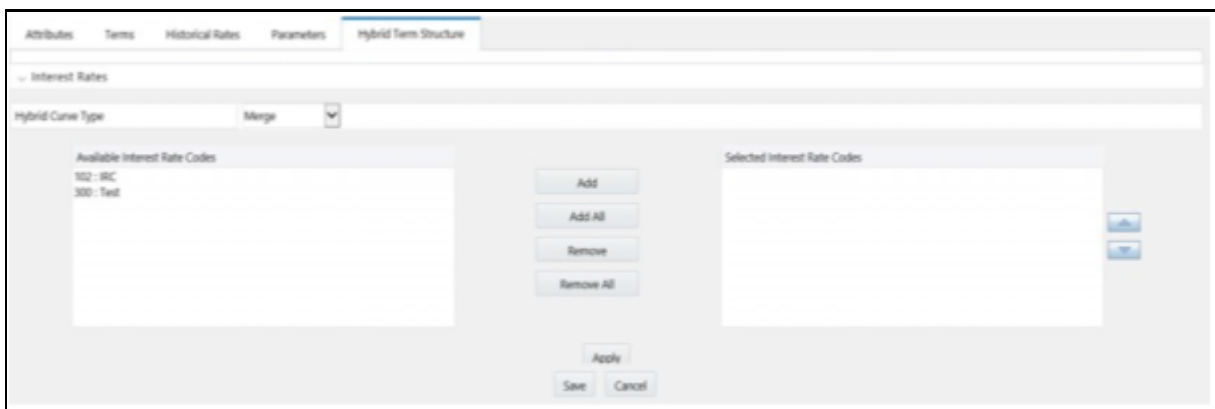 Attributes Terms Historical Rates Parameters Hybrid Term Structure
Interest Rates
Hybrid Curve Type Merge
Available Interest Rate Codes Selected Interest Rate Codes
102 : IRC
300 : Test
Add
Add All
Remove
Remove All
Apply
Save Cancel